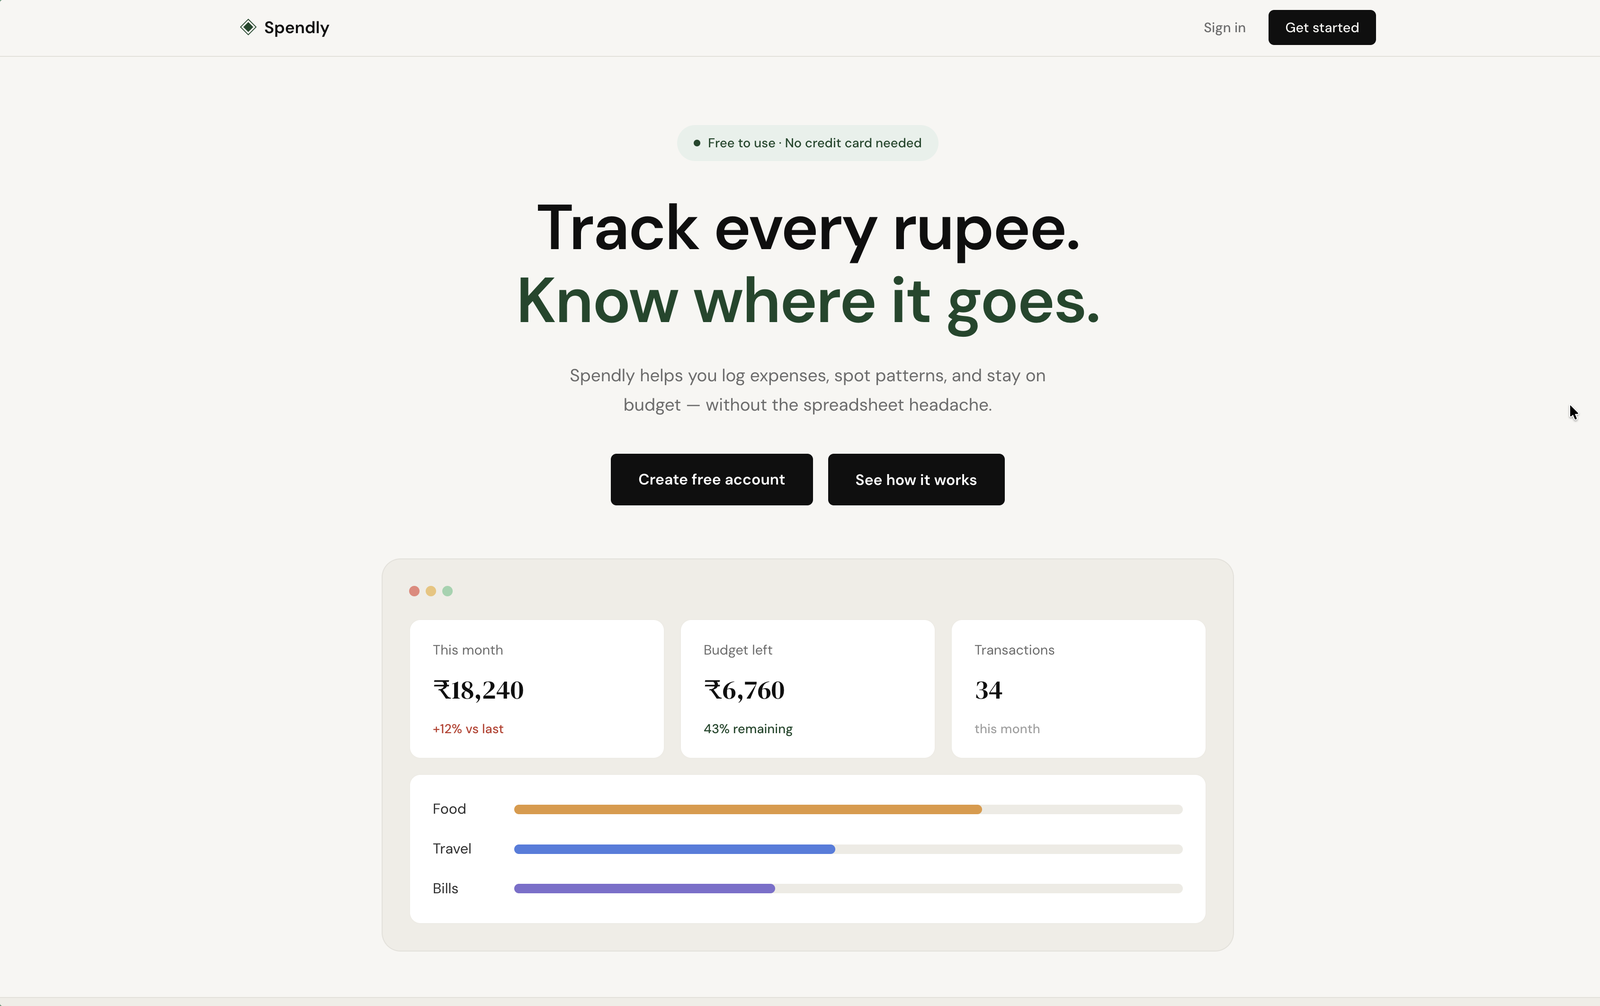 Spendly
Sign in
Get started
Free to use · No credit card needed
Track every rupee.
Know where it goes.
Spendly helps you log expenses, spot patterns, and stay on
budget — without the spreadsheet headache.
Create free account
See how it works
This month
₹18,240
+12% vs last
Budget left
₹6,760
43% remaining
Transactions
34
this month
Food
Travel
Bills